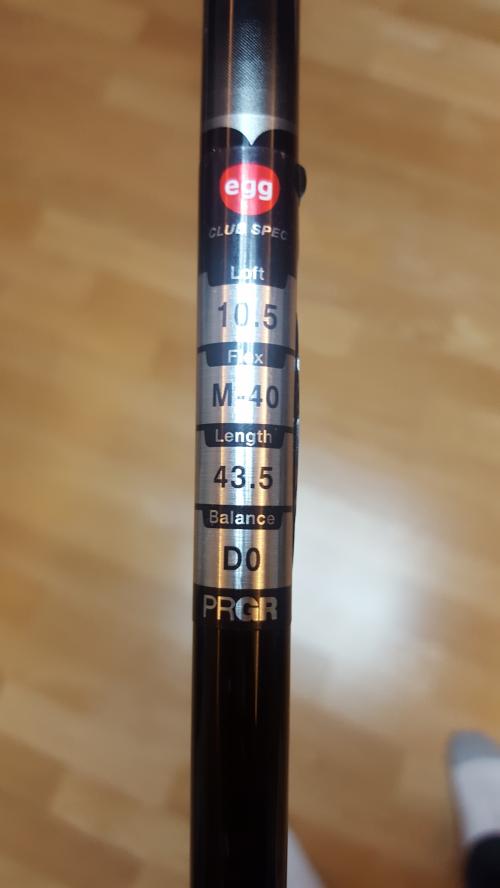 egg
CLUB SPEC
Loft
10.5
Flex
M-40
Length
43.5
Balance
D0
PRGR